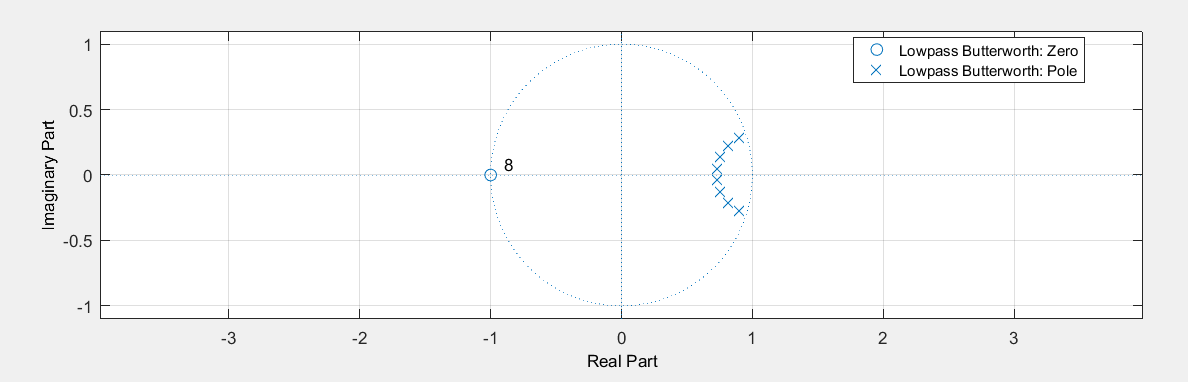 1
0.5
0
-0.5
-1
Imaginary Part
8
Lowpass Butterworth: Zero
Lowpass Butterworth: Pole
-3 -2 -1 0 1 2 3
Real Part